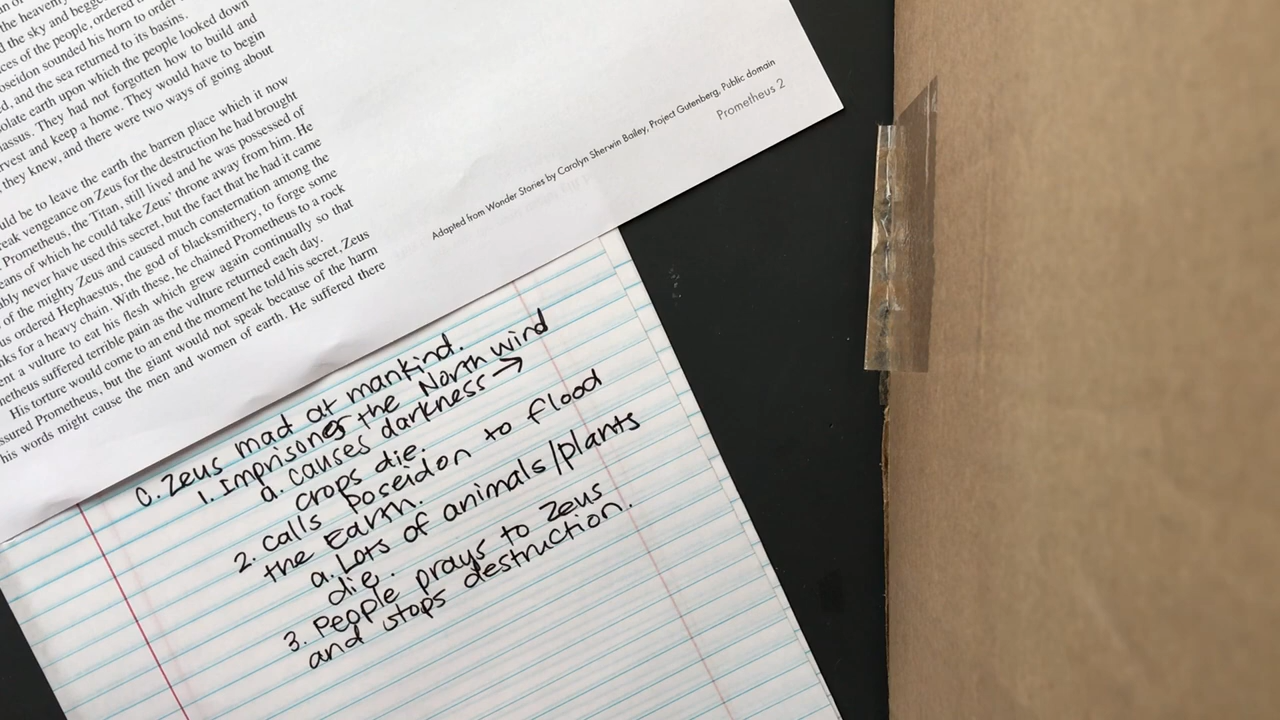 the heavenly
d the sky and begge
ces of the people, ordered
oseidon sounded his horn to order
d, and the sea returned to its basins.
olate earth upon which the people looked down
assus. They had not forgotten how to build and
rvest and keep a home. They would have to begin
they knew, and there were two ways of going about
uld be to leave the earth the barren place which it now
reak vengeance on Zeus for the destruction he had brought
Prometheus, the Titan, still lived and he was possessed of
eans of which he could take Zeus' throne away from him. He
bly never have used this secret, but the fact that he had it came
of the mighty Zeus and caused much consternation among the
us ordered Hephaestus, the god of blacksmithery, to forge some
nks for a heavy chain. With these, he chained Prometheus to a rock
ent a vulture to eat his flesh which grew again continually so that
netheus suffered terrible pain as the vulture returned each day.
His torture would come to an end the moment he told his secret, Zeus
ssured Prometheus, but the giant would not speak because of the harm
his words might cause the men and women of earth. He suffered there
Adapted from Wonder Stories by Carolyn Sherwin Bailey, Project Gutenberg, Public domain
Prometheus 2
C. Zeus mad at mankind.
1. Imprisones the North wind
a. causes darkness →
crops die.
2. calls Poseidon to flood
the Earth.
a. Lots of animals/plants
die.
3. People prays to Zeus
and stops destruction.